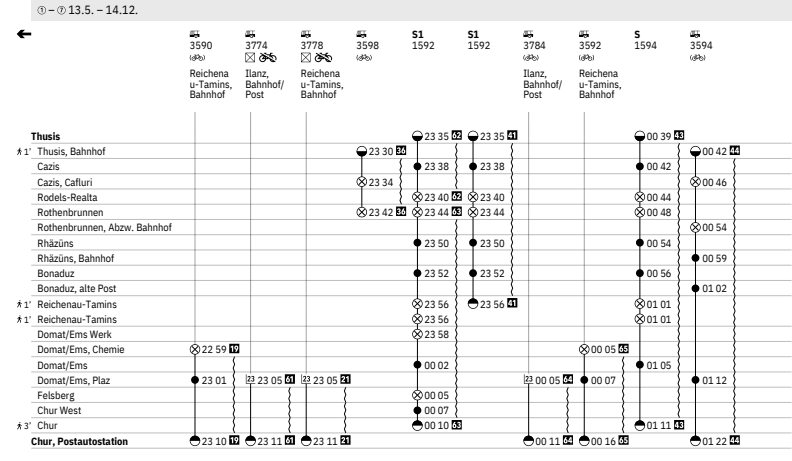 ① – ⑦ 13.5. – 14.12.
S1 S1 S
3590 3774 3778 3598 1592 1592 3784 3592 1594 3594
Reichena Ilanz, Reichena Ilanz, Reichena
u-Tamins, Bahnhof/ u-Tamins, Bahnhof/ u-Tamins,
Bahnhof Post Bahnhof Post Bahnhof
Thusis 23 35 62 23 35 41 00 39 43
1' Thusis, Bahnhof 23 30 36 00 42 44
Cazis 23 38 23 38 00 42
Cazis, Cafluri 23 34 00 46
Rodels-Realta 23 40 62 23 40 00 44
Rothenbrunnen 23 42 36 23 44 63 23 44 00 48
Rothenbrunnen, Abzw. Bahnhof 00 54
Rhäzüns 23 50 23 50 00 54
Rhäzüns, Bahnhof 00 59
Bonaduz 23 52 23 52 00 56
Bonaduz, alte Post 01 02
1' Reichenau-Tamins 23 56 23 56 41 01 01
1' Reichenau-Tamins 23 56 01 01
Domat/Ems Werk 23 58
Domat/Ems, Chemie 22 59 19 00 05 65
Domat/Ems 00 02 01 05
Domat/Ems, Plaz 23 01 23 23 05 61 23 23 05 21 23 00 05 64 00 07 01 12
Felsberg 00 05
Chur West 00 07
3' Chur 00 10 63 01 11 43
Chur, Postautostation 23 10 19 23 11 61 23 11 21 00 11 64 00 16 65 01 22 44